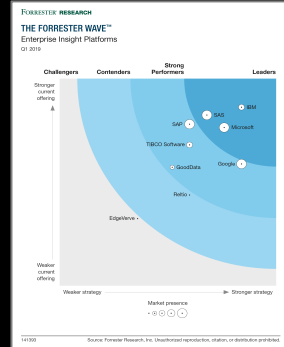 FORRESTER RESEARCH
THE FORRESTER WAVE™
Enterprise Insight Platforms
Q1 2019
Challengers Contenders Strong Performers Leaders
Stronger current offering
IBM
SAS
SAP
Microsoft
TIBCO Software
GoodData
Google
Reltio
EdgeVerve
Weaker current offering
Weaker strategy Stronger strategy
Market presence
141393 Source: Forrester Research, Inc. Unauthorized reproduction, citation, or distribution prohibited.